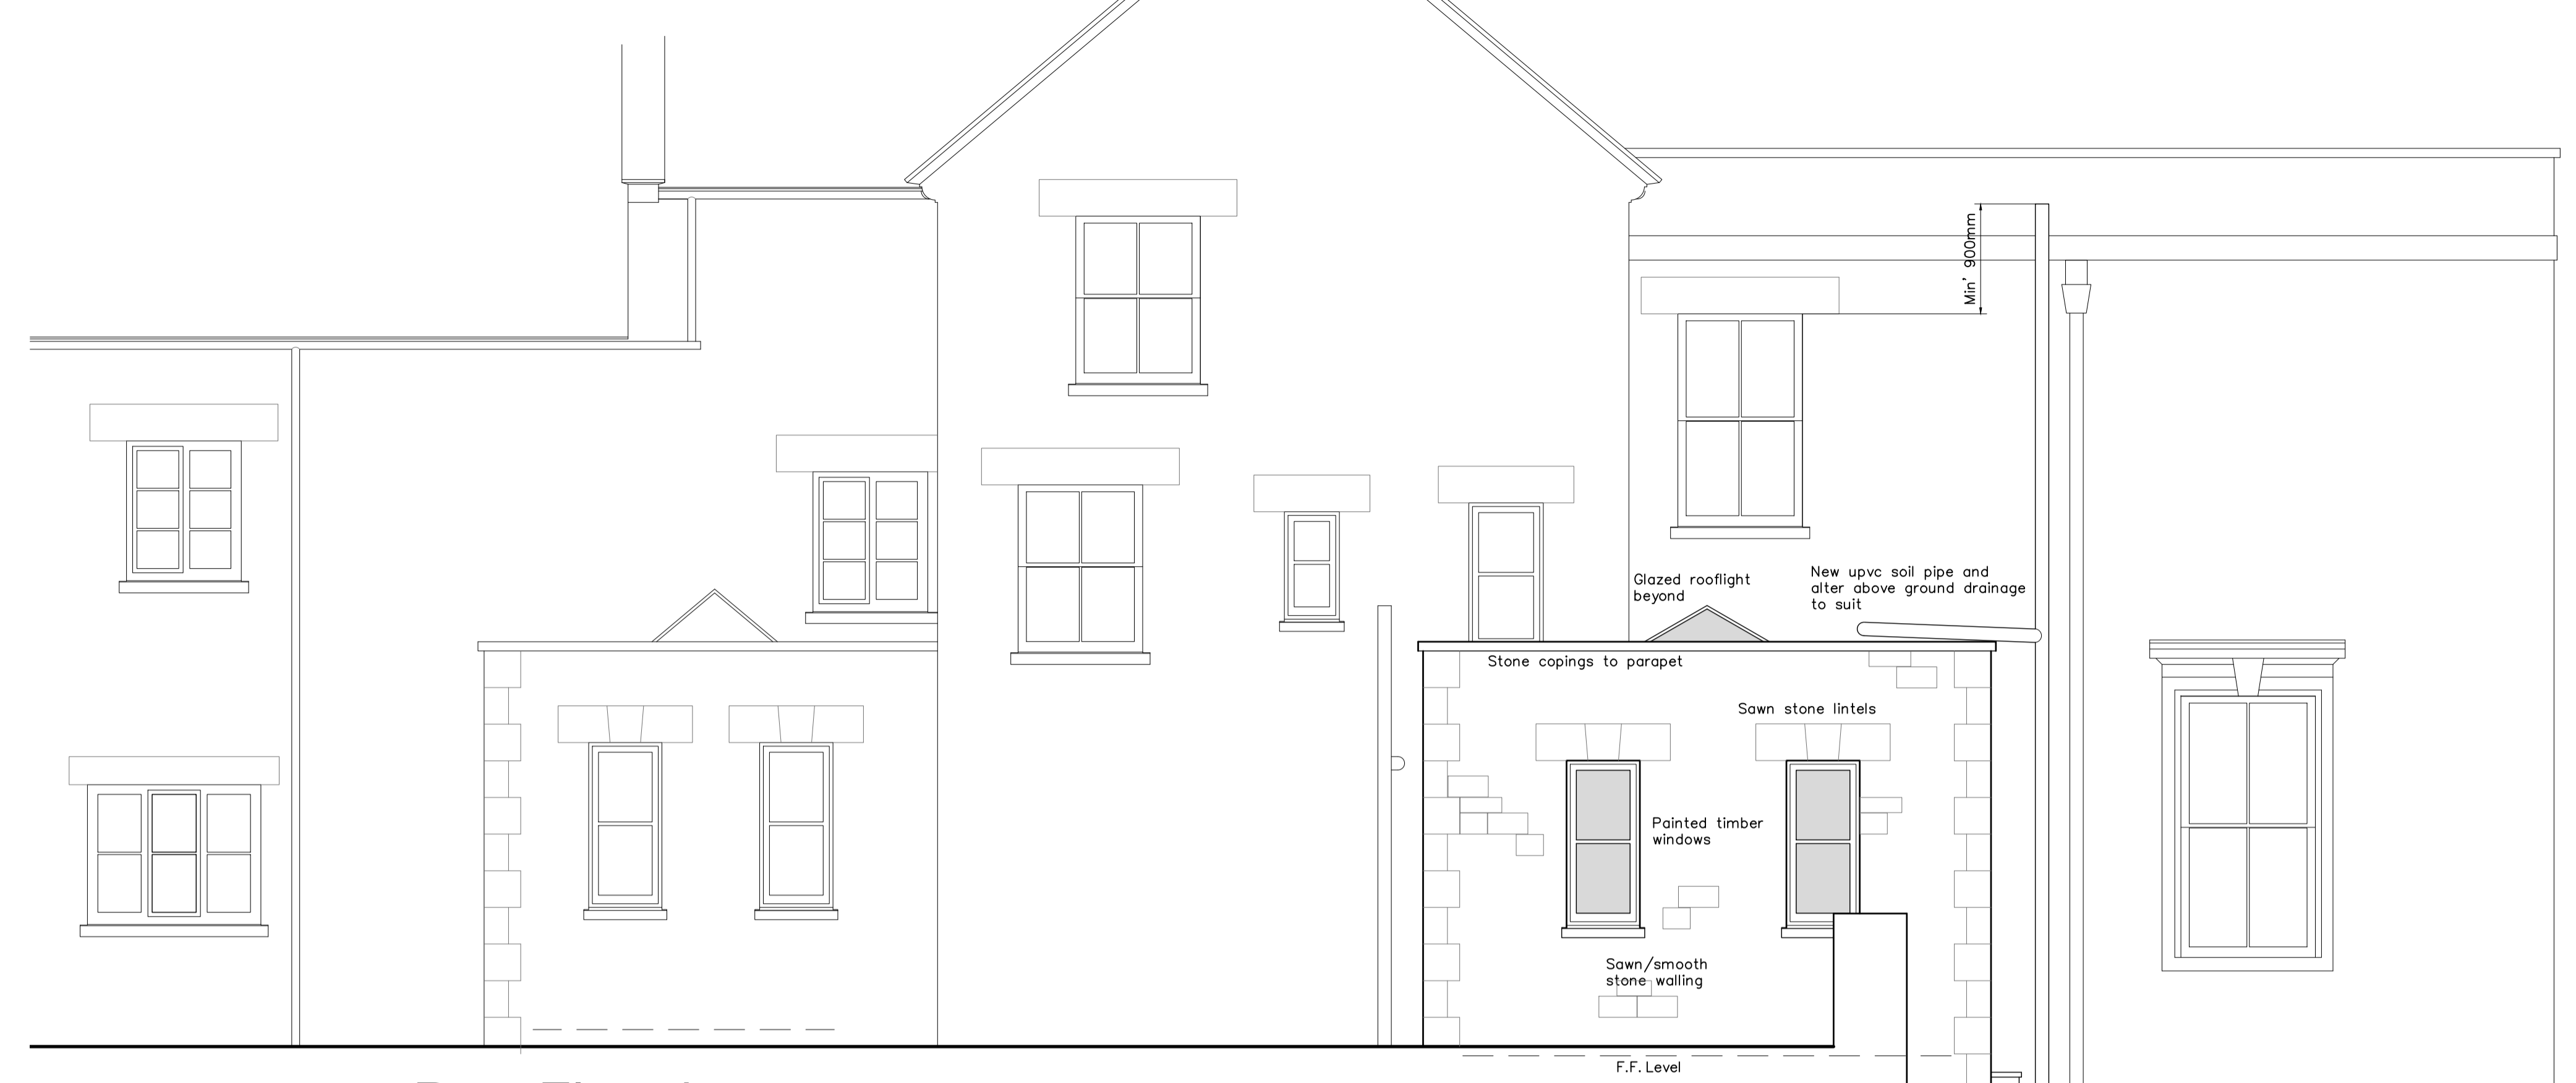 Min' 900mm
Glazed rooflight
beyond
New upvc soil pipe and
alter above ground drainage
to suit
Stone copings to parapet
Sawn stone lintels
Painted timber
windows
Sawn/smooth
stone walling
F.F. Level